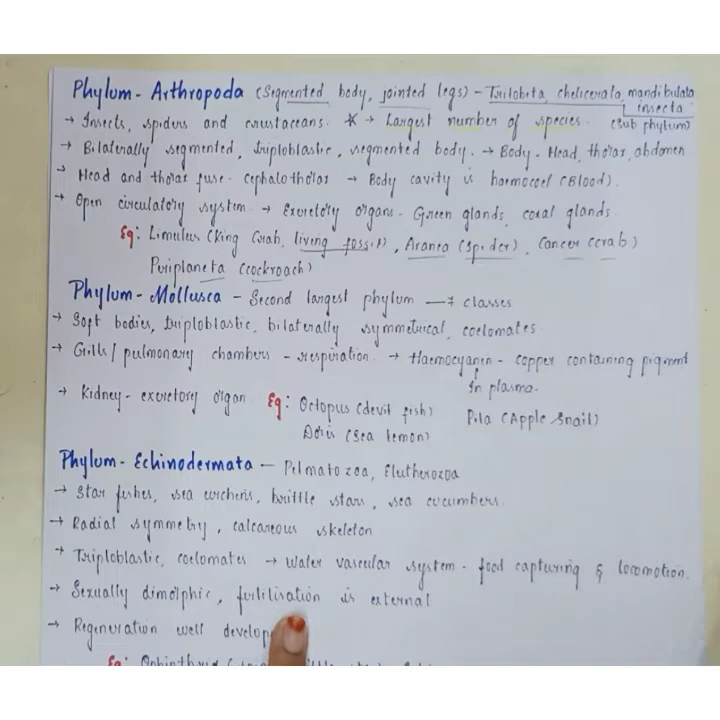 Phylum - Arthropoda (Segmented body, jointed legs) - Trilobita, chelicerata, mandibulata
insecta
(Sub phylum)
→ Insects, spiders and crustaceans. * → Largest number of species.
→ Bilaterally segmented, triploblastic, segmented body. → Body - Head, thorax, abdomen
→ Head and thorax fuse - cephalothorax → Body cavity is haemocoel (Blood).
→ Open circulatory system → Excretory organs - Green glands, coxal glands.
Eg: Limulus (King Crab, living fossil), Aranea (Spider), Cancer (crab)
Periplaneta (cockroach)
Phylum - Mollusca - Second largest phylum — 7 classes
→ Soft bodies, triploblastic, bilaterally symmetrical, coelomates.
→ Gills / pulmonary chambers - respiration. → Haemocyanin - copper containing pigment
In plasma.
→ Kidney - excretory organ Eg: Octopus (devil fish) Pila (Apple Snail)
Doris (Sea lemon)
Phylum - Echinodermata — Pelmatozoa, Elutherozoa
→ Star fishes, sea urchins, brittle stars, sea cucumbers.
→ Radial symmetry, calcareous skeleton
→ Triploblastic, coelomates → Water vascular system - food capturing & locomotion.
→ Sexually dimorphic, fertilisation is external
→ Regeneration well develop
Eg: